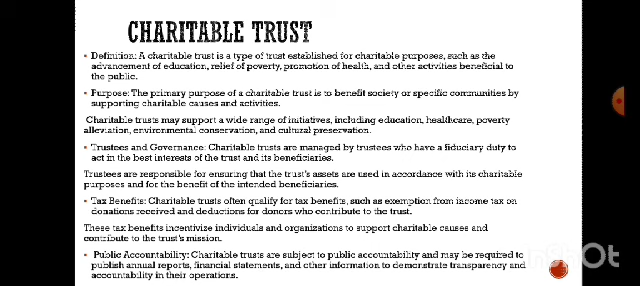 CHARITABLE TRUST
▪ Definition: A charitable trust is a type of trust established for charitable purposes, such as the
advancement of education, relief of poverty, promotion of health, and other activities beneficial to
the public.
▪ Purpose: The primary purpose of a charitable trust is to benefit society or specific communities by
supporting charitable causes and activities.
Charitable trusts may support a wide range of initiatives, including education, healthcare, poverty
alleviation, environmental conservation, and cultural preservation.
▪ Trustees and Governance: Charitable trusts are managed by trustees who have a fiduciary duty to
act in the best interests of the trust and its beneficiaries.
Trustees are responsible for ensuring that the trust's assets are used in accordance with its charitable
purposes and for the benefit of the intended beneficiaries.
▪ Tax Benefits: Charitable trusts often qualify for tax benefits, such as exemption from income tax on
donations received and deductions for donors who contribute to the trust.
These tax benefits incentivize individuals and organizations to support charitable causes and
contribute to the trust's mission.
▪ Public Accountability: Charitable trusts are subject to public accountability and may be required to
publish annual reports, financial statements, and other information to demonstrate transparency and
accountability in their operations.